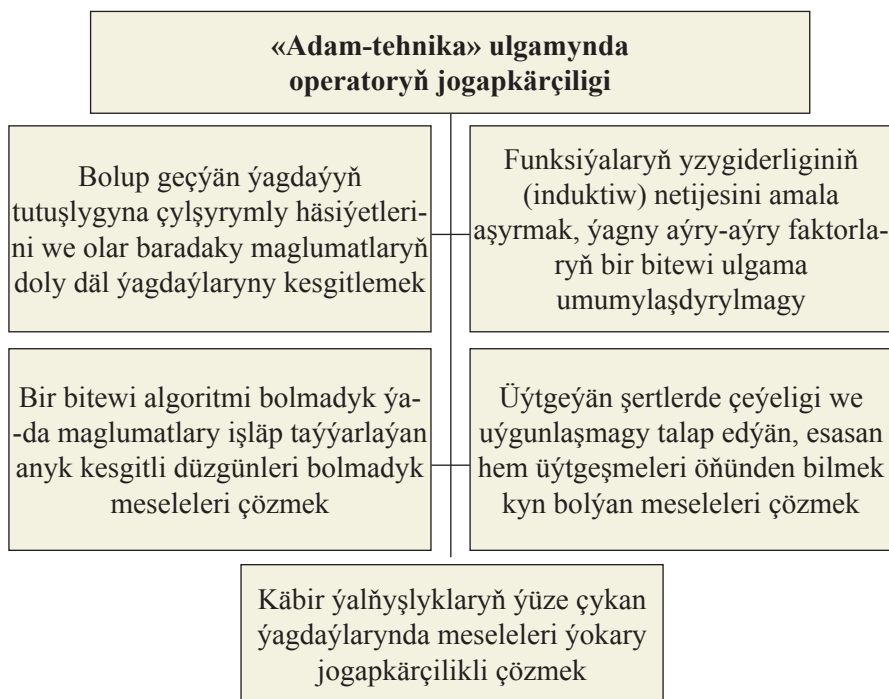 «Adam-tehnika» ulgamynda
operatoryň jogapkärçiligi
Bolup geçýän ýagdaýyň
tutuşlygyna çylşyrymly häsiýetleri-
ni we olar baradaky maglumatlaryň
doly däl ýagdaýlaryny kesgitlemek
Funksiýalaryň yzygiderliginiň
(induktiw) netijesini amala
aşyrmak, ýagny aýry-aýry faktorla-
ryň bir bitewi ulgama
umumylaşdyrylmagy
Bir bitewi algoritmi bolmadyk ýa-
-da maglumatlary işläp taýýarlaýan
anyk kesgitli düzgünleri bolmadyk
meseleleri çözmek
Üýtgeýän şertlerde çeýeligi we
uýgunlaşmagy talap edýän, esasan
hem üýtgeşmeleri öňünden bilmek
kyn bolýan meseleleri çözmek
Käbir ýalňyşlyklaryň ýüze çykan
ýagdaýlarynda meseleleri ýokary
jogapkärçilikli çözmek